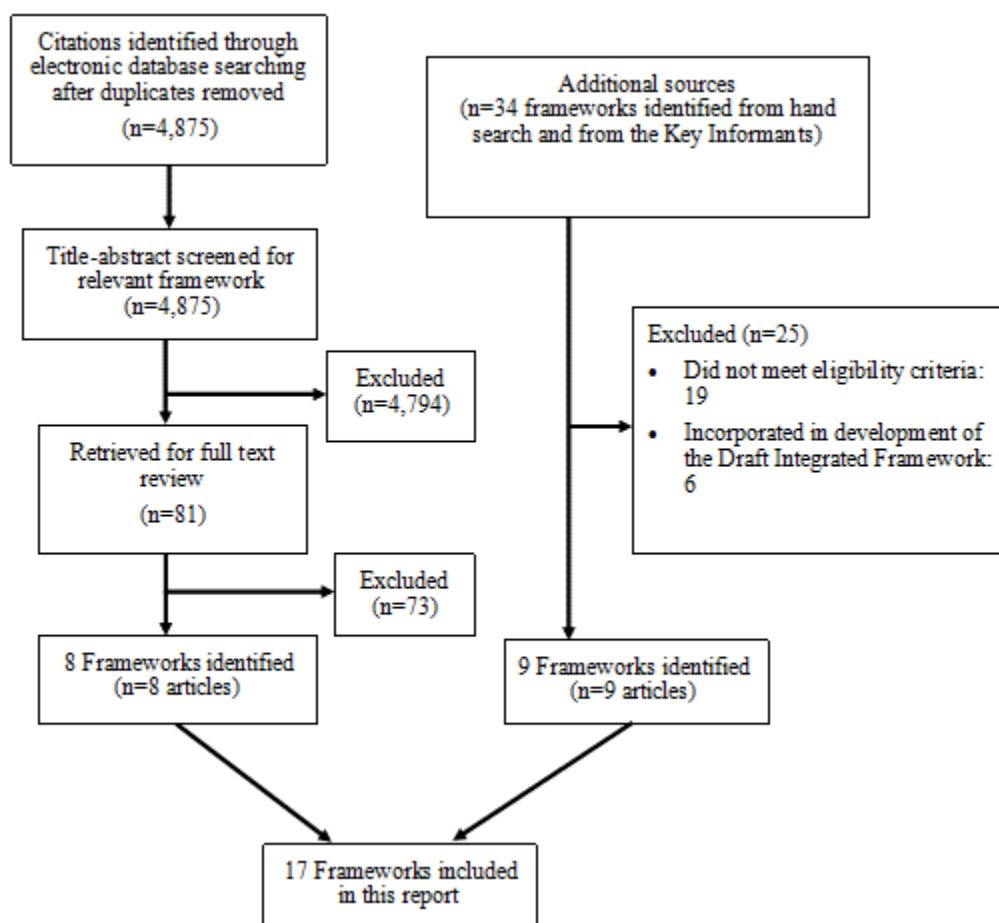 Citations identified through
electronic database searching
after duplicates removed
(n=4,875)
Additional sources
(n=34 frameworks identified from hand
search and from the Key Informants)
Title-abstract screened for
relevant framework
(n=4,875)
Excluded
(n=4,794)
Excluded (n=25)
• Did not meet eligibility criteria:
19
• Incorporated in development of
the Draft Integrated Framework:
6
Retrieved for full text
review
(n=81)
Excluded
(n=73)
8 Frameworks identified
(n=8 articles)
9 Frameworks identified
(n=9 articles)
17 Frameworks included
in this report